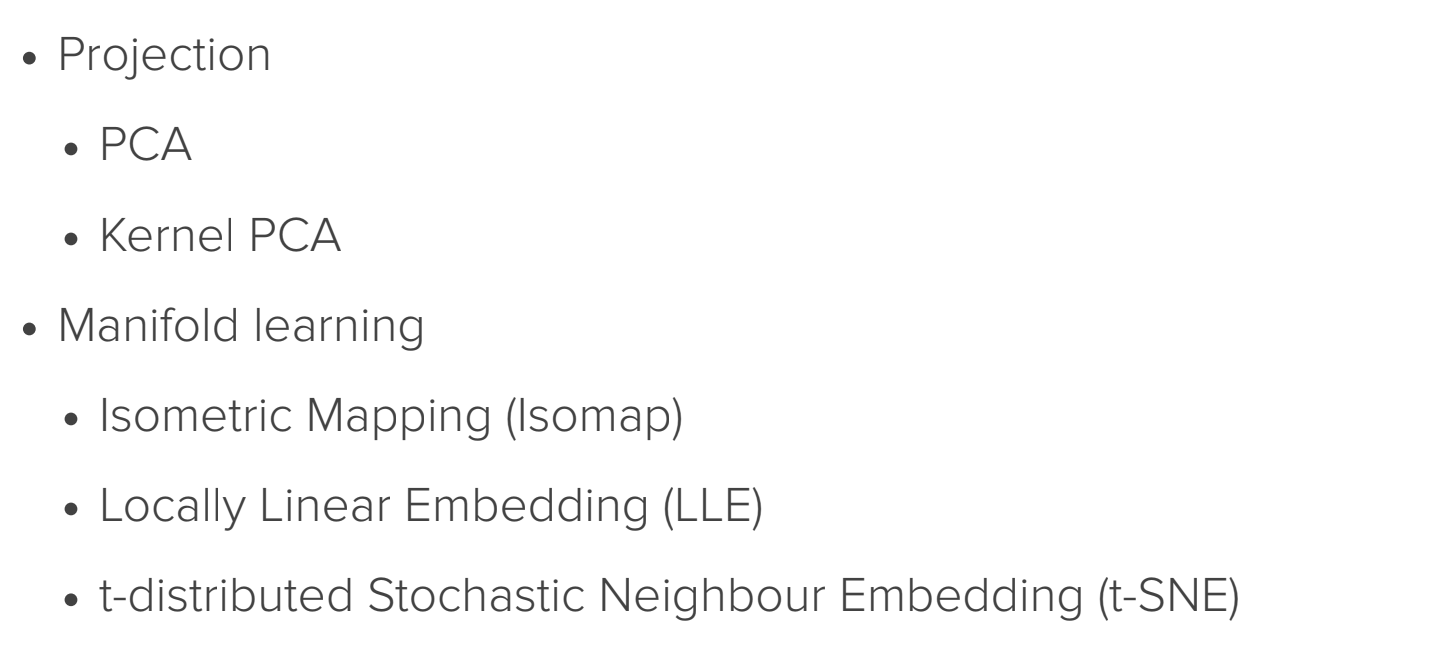 • Projection
• PCA
• Kernel PCA
• Manifold learning
• Isometric Mapping (Isomap)
• Locally Linear Embedding (LLE)
• t-distributed Stochastic Neighbour Embedding (t-SNE)